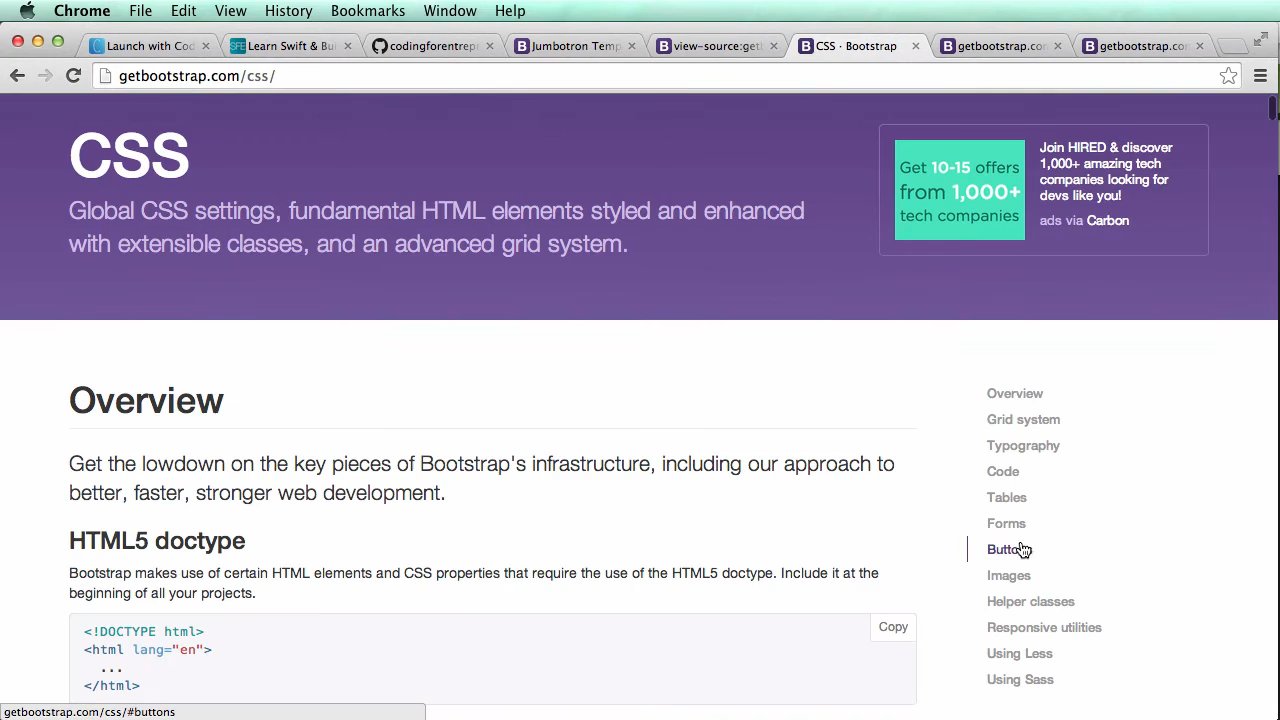 Chrome File Edit View History Bookmarks Window Help
Launch with Cod
Learn Swift & Bu
codingforentrep
Jumbotron Temp
view-source:getb
CSS · Bootstrap
getbootstrap.com
getbootstrap.com
getbootstrap.com/css/
CSS
Global CSS settings, fundamental HTML elements styled and enhanced
with extensible classes, and an advanced grid system.
Get 10-15 offers
from 1,000+
tech companies
Join HIRED & discover
1,000+ amazing tech
companies looking for
devs like you!
ads via Carbon
Overview
Get the lowdown on the key pieces of Bootstrap's infrastructure, including our approach to
better, faster, stronger web development.
HTML5 doctype
Bootstrap makes use of certain HTML elements and CSS properties that require the use of the HTML5 doctype. Include it at the
beginning of all your projects.
Copy
<!DOCTYPE html>
<html lang="en">
...
</html>
Overview
Grid system
Typography
Code
Tables
Forms
Buttons
Images
Helper classes
Responsive utilities
Using Less
Using Sass
getbootstrap.com/css/#buttons